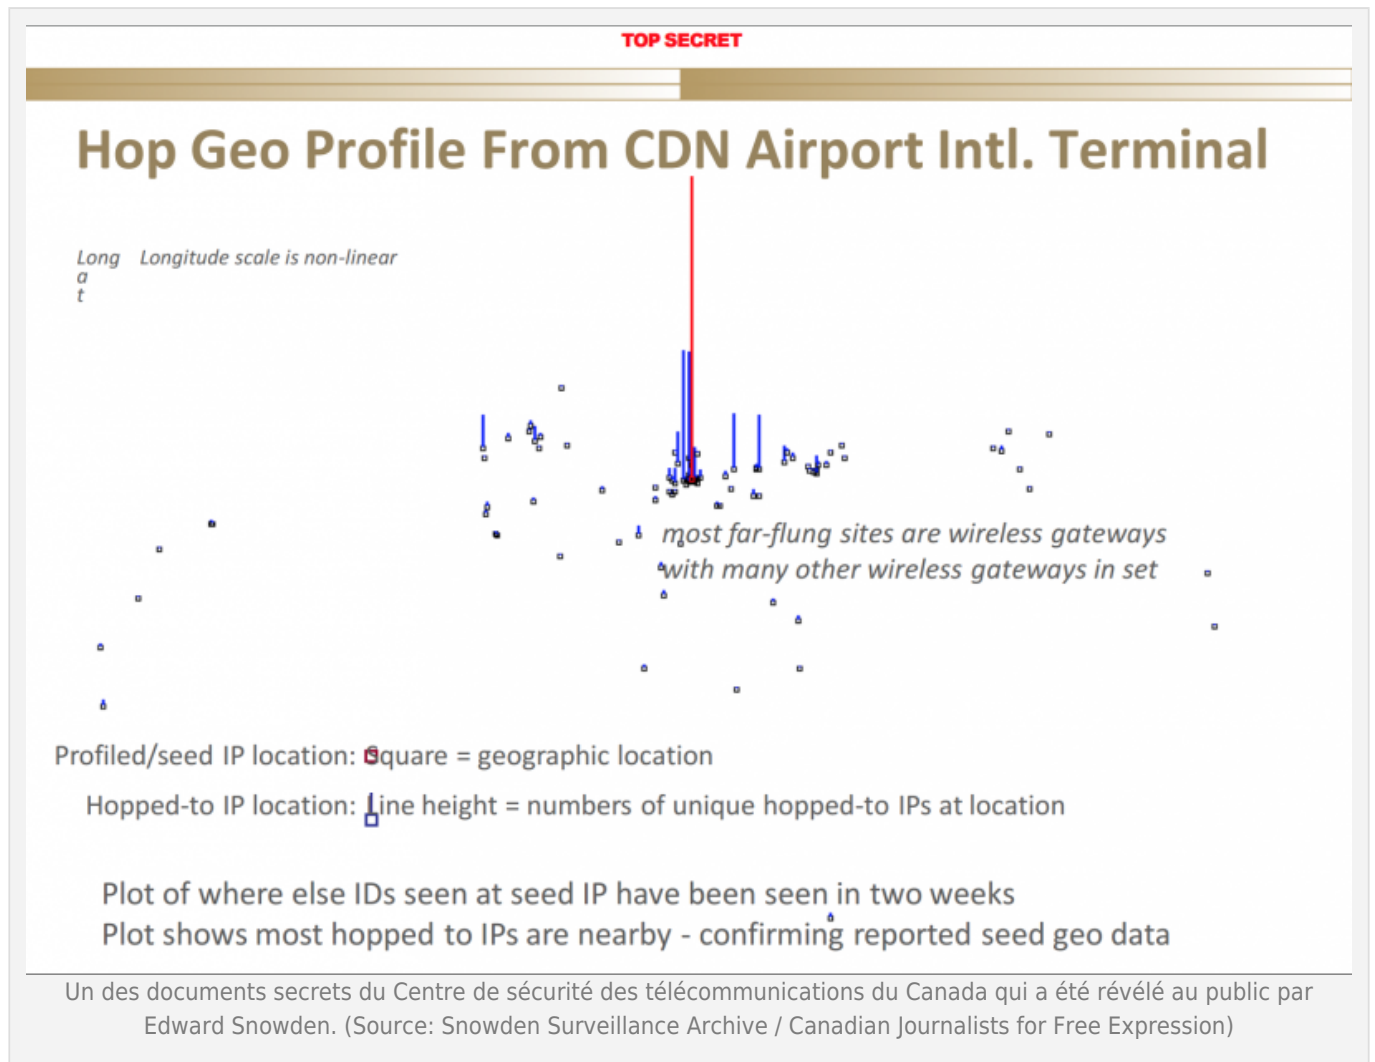 TOP SECRET
Hop Geo Profile From CDN Airport Intl. Terminal
Long Longitude scale is non-linear
a
t
most far-flung sites are wireless gateways
with many other wireless gateways in set
Profiled/seed IP location: Square = geographic location
Hopped-to IP location: Line height = numbers of unique hopped-to IPs at location
Plot of where else IDs seen at seed IP have been seen in two weeks
Plot shows most hopped to IPs are nearby - confirming reported seed geo data
Un des documents secrets du Centre de sécurité des télécommunications du Canada qui a été révélé au public par
Edward Snowden. (Source: Snowden Surveillance Archive / Canadian Journalists for Free Expression)